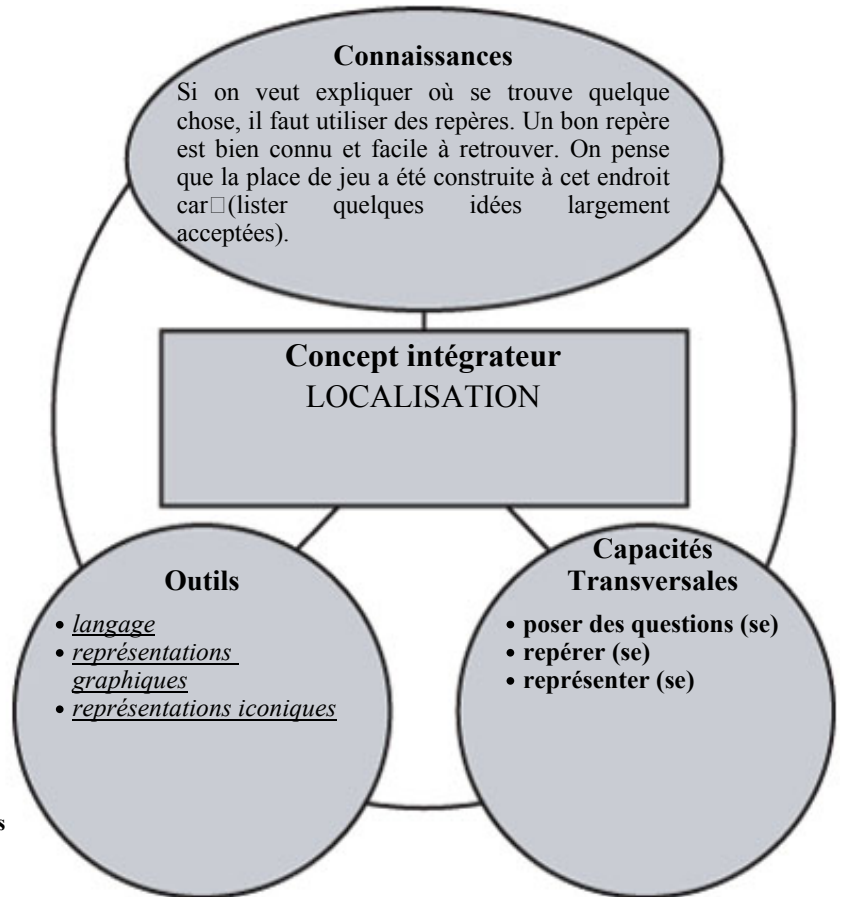 Connaissances
Si on veut expliquer où se trouve quelque
chose, il faut utiliser des repères. Un bon repère
est bien connu et facile à retrouver. On pense
que la place de jeu a été construite à cet endroit
car□(lister quelques idées largement
acceptées).
Concept intégrateur
LOCALISATION
Outils
• langage
• représentations
graphiques
• représentations iconiques
Capacités
Transversales
• poser des questions (se)
• repérer (se)
• représenter (se)
s